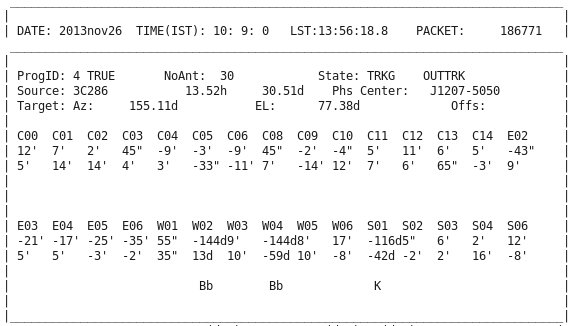 DATE: 2013nov26 TIME(IST): 10: 9: 0 LST:13:56:18.8 PACKET: 186771
ProgID: 4 TRUE NoAnt: 30 State: TRKG OUTTRK
Source: 3C286 13.52h 30.51d Phs Center: J1207-5050
Target: Az: 155.11d EL: 77.38d Offs:
C00 C01 C02 C03 C04 C05 C06 C08 C09 C10 C11 C12 C13 C14 E02
12' 7' 2' 45" -9' -3' -9' 45" -2' -4" 5' 11' 6' 5' -43"
5' 14' 14' 4' 3' -33" -11' 7' -14' 12' 7' 6' 65" -3' 9'
E03 E04 E05 E06 W01 W02 W03 W04 W05 W06 S01 S02 S03 S04 S06
-21' -17' -25' -35' 55" -144d9' -144d8' 17' -116d5" 6' 2' 12'
5' 5' -3' -2' 35" 13d 10' -59d 10' -8' -42d -2' 2' 16' -8'
Bb Bb K